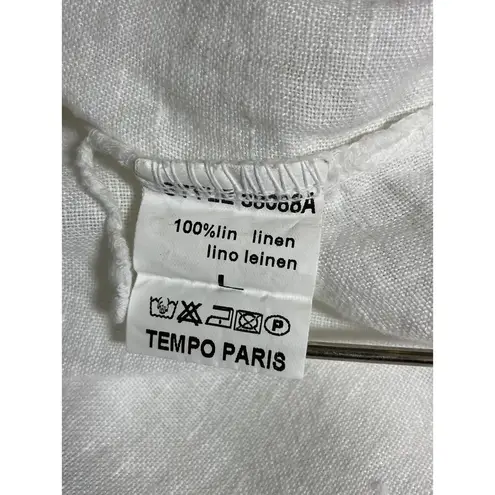 100%lin linen
lino leinen
L
P
TEMPO PARIS